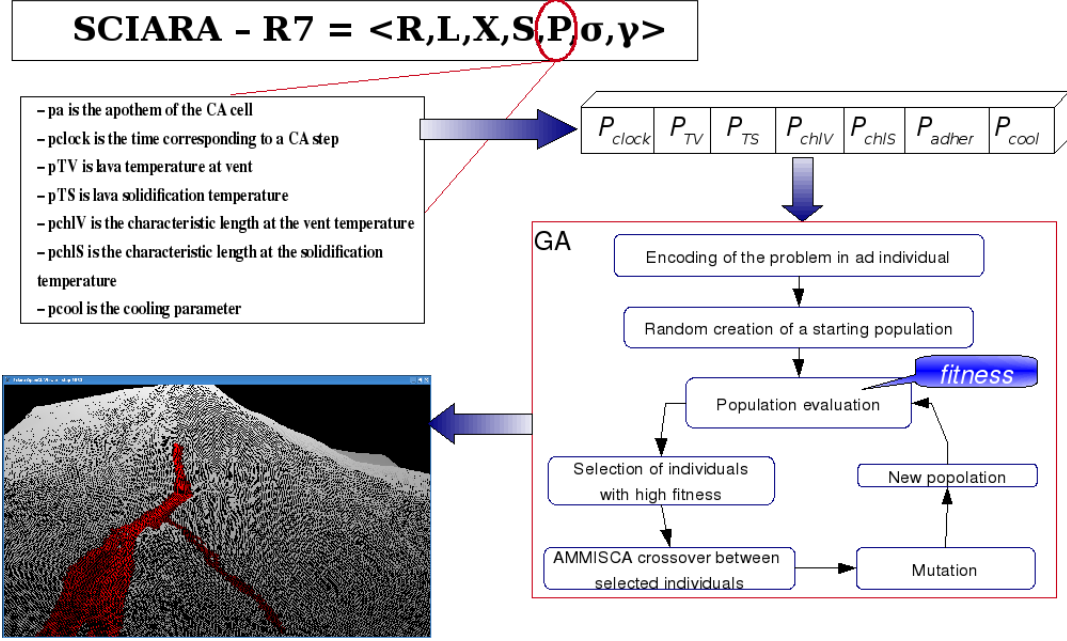 SCIARA – R7 = <R,L,X,S,P,σ,γ>
– pa is the apothem of the CA cell
– pclock is the time corresponding to a CA step
– pTV is lava temperature at vent
– pTS is lava solidification temperature
– pchlV is the characteristic length at the vent temperature
– pchlS is the characteristic length at the solidification
temperature
– pcool is the cooling parameter
Pclock PTV PTS PchlV PchlS Padher Pcool
GA
Encoding of the problem in ad individual
Random creation of a starting population
fitness
Population evaluation
Selection of individuals
with high fitness
New popolation
AMMISCA crossover between
selected individuals
Mutation